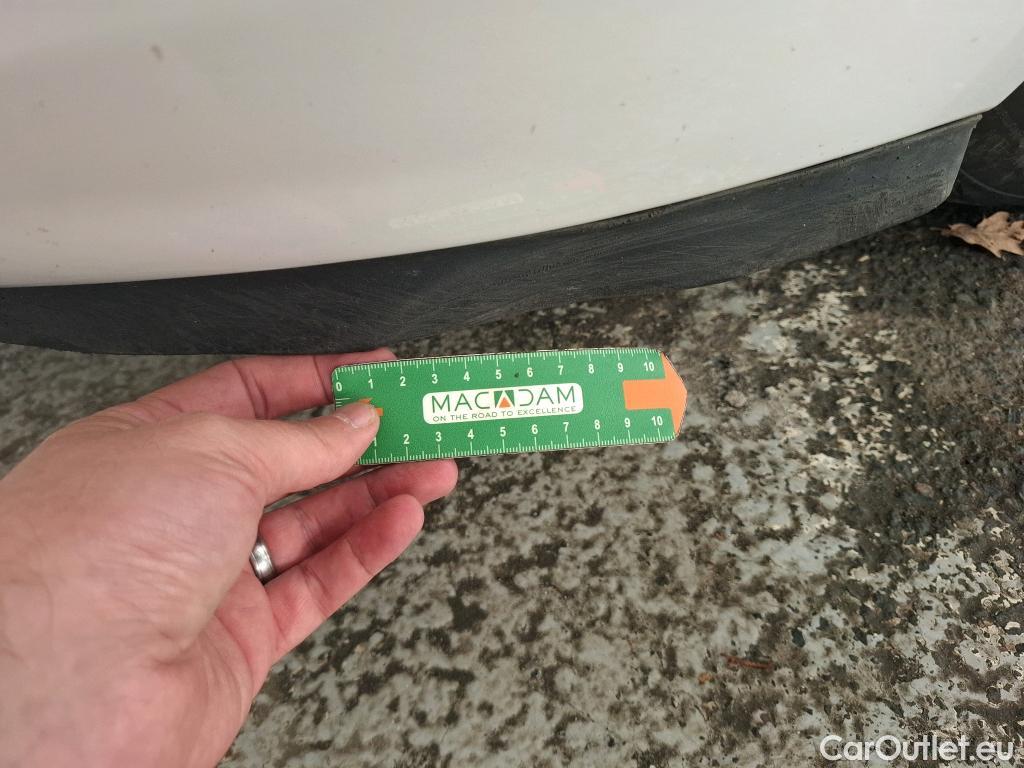 0 1 2 3 4 5 6 7 8 9 10
MACADAM
ON THE ROAD TO EXCELLENCE
2 3 4 5 6 7 8 9 10
CarOutlet.eu